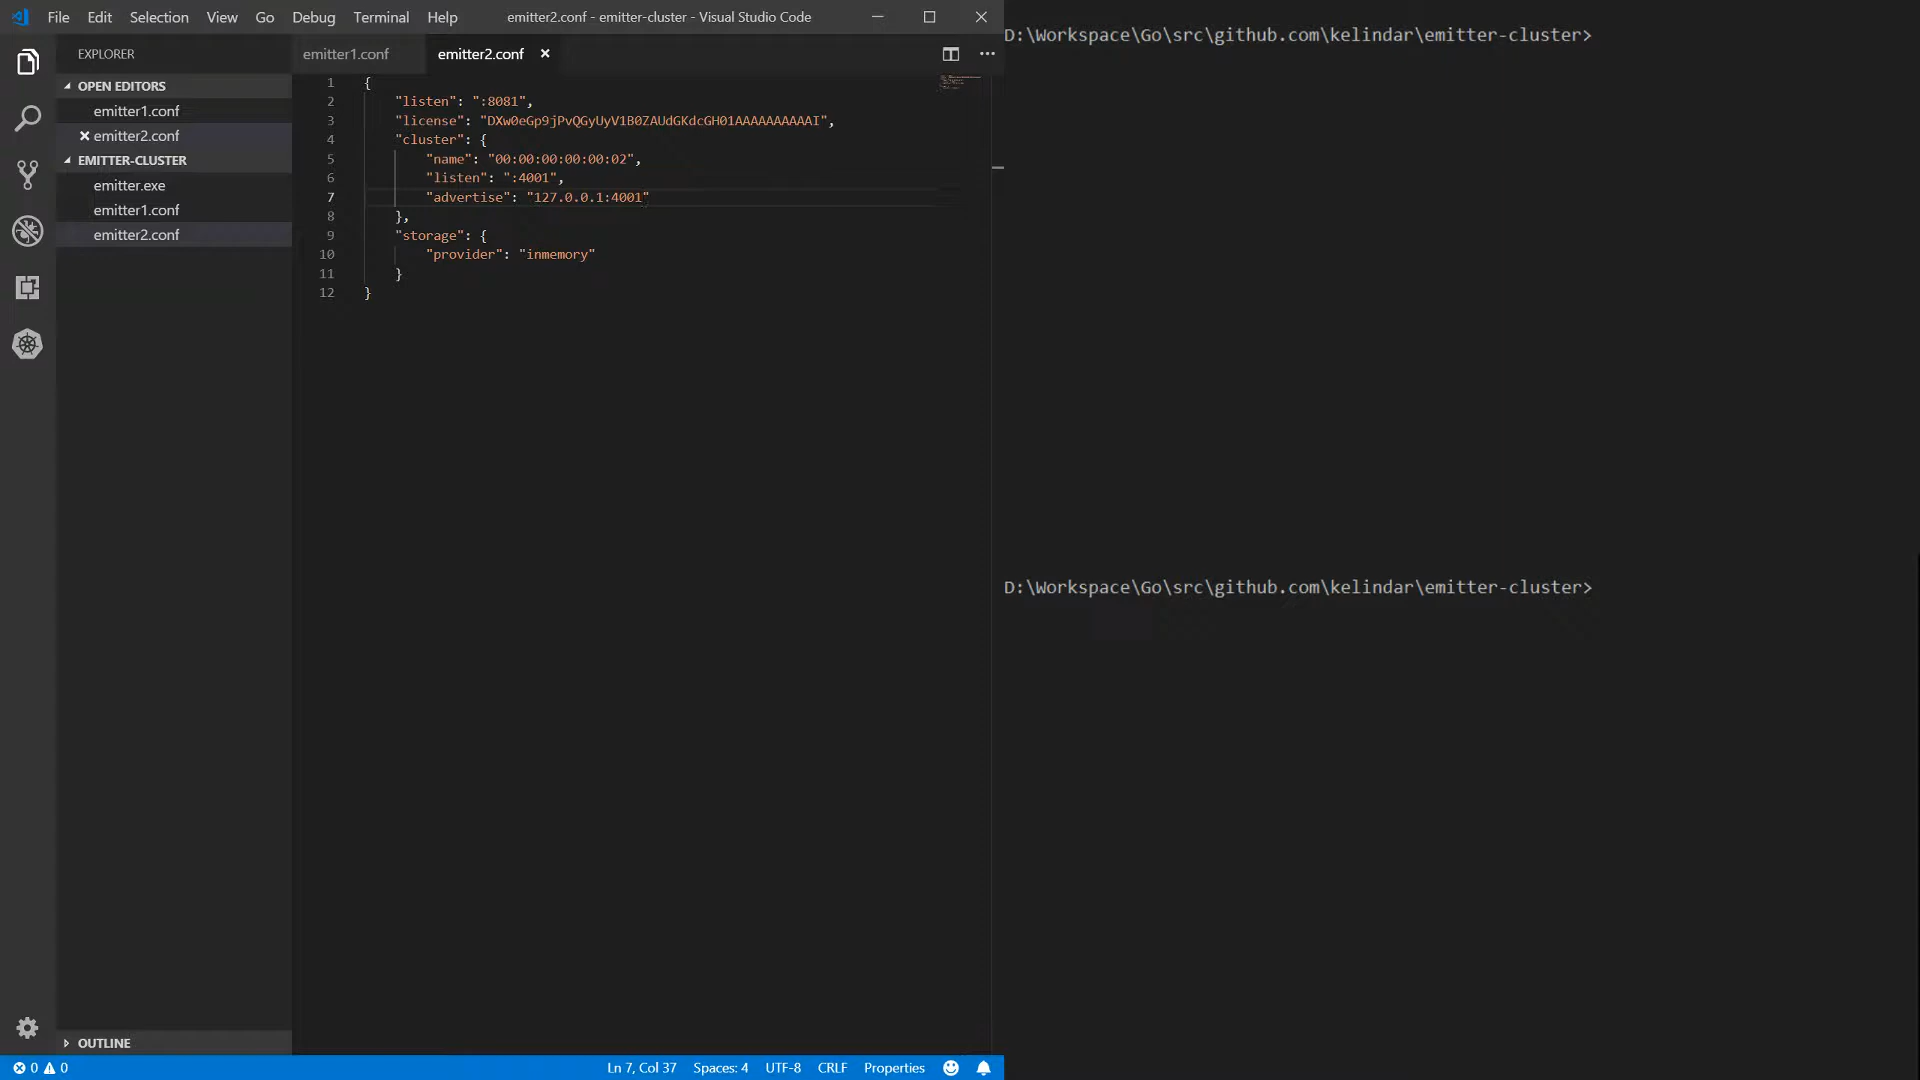 File Edit Selection View Go Debug Terminal Help
emitter2.conf - emitter-cluster - Visual Studio Code
EXPLORER
OPEN EDITORS
emitter1.conf
emitter2.conf
EMITTER-CLUSTER
emitter.exe
emitter1.conf
emitter2.conf
OUTLINE
emitter1.conf emitter2.conf
1 {
2 "listen": ":8081",
3 "license": "DXw0eGp9jPvQGyUyV1B0ZAUdGKdcGH01AAAAAAAAAAI",
4 "cluster": {
5 "name": "00:00:00:00:00:02",
6 "listen": ":4001",
7 "advertise": "127.0.0.1:4001"
8 },
9 "storage": {
10 "provider": "inmemory"
11 }
12 }
0 0 Ln 7, Col 37 Spaces: 4 UTF-8 CRLF Properties
D:\Workspace\Go\src\github.com\kelindar\emitter-cluster>
D:\Workspace\Go\src\github.com\kelindar\emitter-cluster>